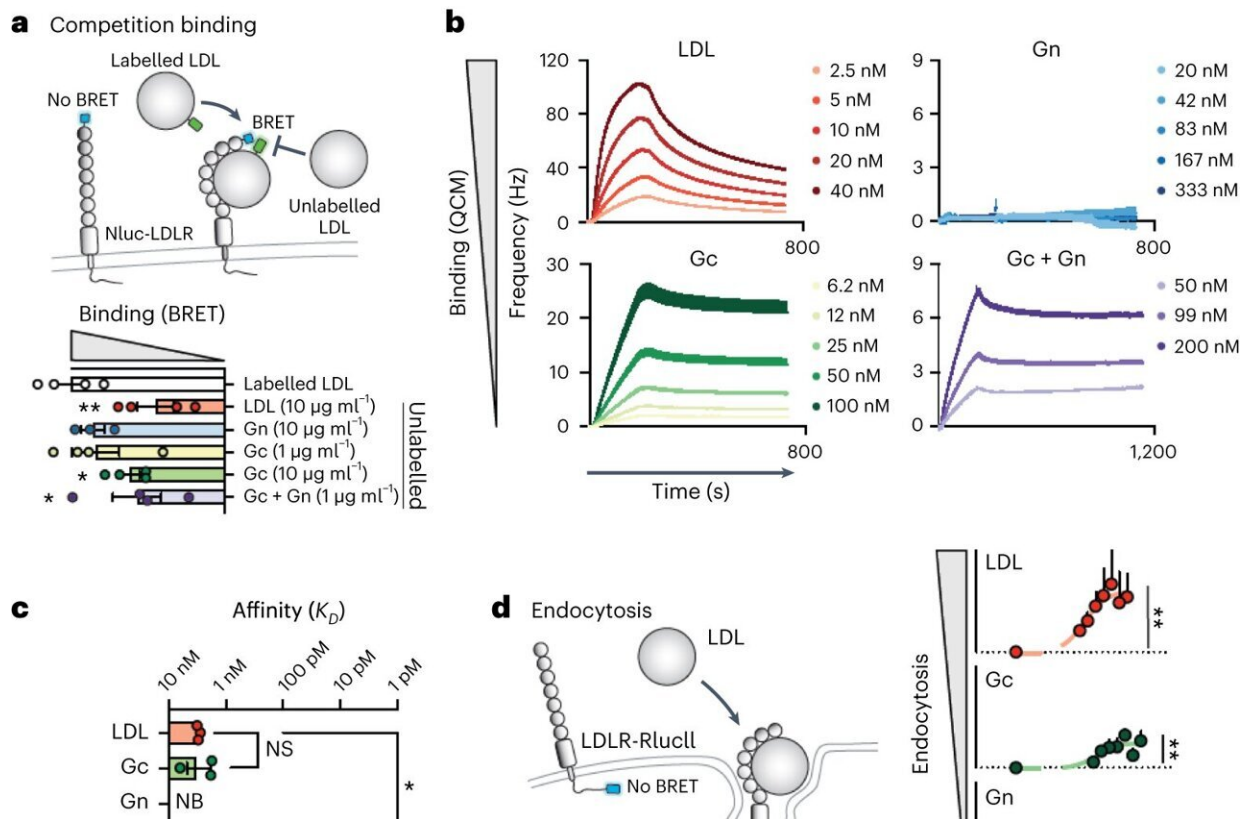 a Competition binding
Labelled LDL
No BRET
BRET
Nluc-LDLR
Unlabelled
LDL
Binding (BRET)
Labelled LDL
** LDL (10 µg ml⁻¹)
Gn (10 µg ml⁻¹)
Gc (1 µg ml⁻¹)
* Gc (10 µg ml⁻¹)
* Gc + Gn (1 µg ml⁻¹)
Unlabelled
b
Binding (QCM)
Frequency (Hz)
LDL
120
80
40
0
800
2.5 nM
5 nM
10 nM
20 nM
40 nM
Gn
9
6
3
0
800
20 nM
42 nM
83 nM
167 nM
333 nM
Gc
30
20
10
0
800
6.2 nM
12 nM
25 nM
50 nM
100 nM
Gc + Gn
9
6
3
0
1,200
50 nM
99 nM
200 nM
Time (s)
c Affinity (K_D)
10 nM
1 nM
100 pM
10 pM
1 pM
LDL
Gc
Gn
NS
NB
*
d Endocytosis
LDL
LDLR-RlucII
No BRET
Endocytosis
LDL
**
Gc
**
Gn